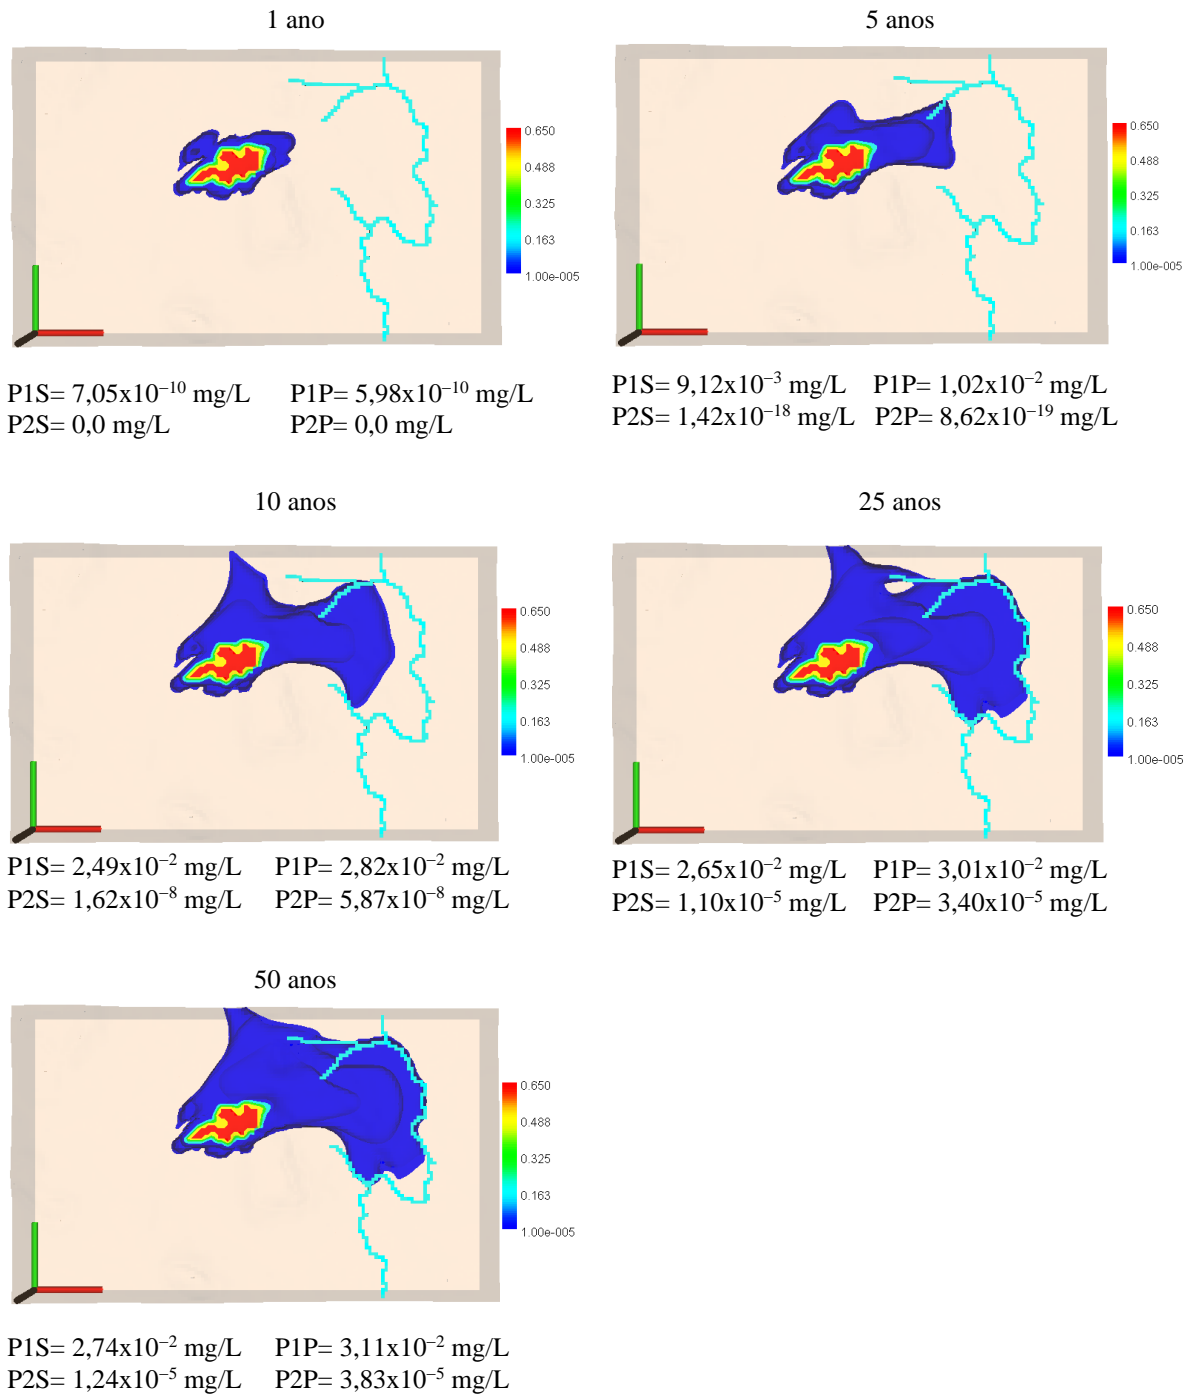 1 ano
0.650
0.488
0.325
0.163
1.00e-005
P1S= 7,05x10⁻¹⁰ mg/L P1P= 5,98x10⁻¹⁰ mg/L
P2S= 0,0 mg/L P2P= 0,0 mg/L
5 anos
0.650
0.488
0.325
0.163
1.00e-005
P1S= 9,12x10⁻³ mg/L P1P= 1,02x10⁻² mg/L
P2S= 1,42x10⁻¹⁸ mg/L P2P= 8,62x10⁻¹⁹ mg/L
10 anos
0.650
0.488
0.325
0.163
1.00e-005
P1S= 2,49x10⁻² mg/L P1P= 2,82x10⁻² mg/L
P2S= 1,62x10⁻⁸ mg/L P2P= 5,87x10⁻⁸ mg/L
25 anos
0.650
0.488
0.325
0.163
1.00e-005
P1S= 2,65x10⁻² mg/L P1P= 3,01x10⁻² mg/L
P2S= 1,10x10⁻⁵ mg/L P2P= 3,40x10⁻⁵ mg/L
50 anos
0.650
0.488
0.325
0.163
1.00e-005
P1S= 2,74x10⁻² mg/L P1P= 3,11x10⁻² mg/L
P2S= 1,24x10⁻⁵ mg/L P2P= 3,83x10⁻⁵ mg/L